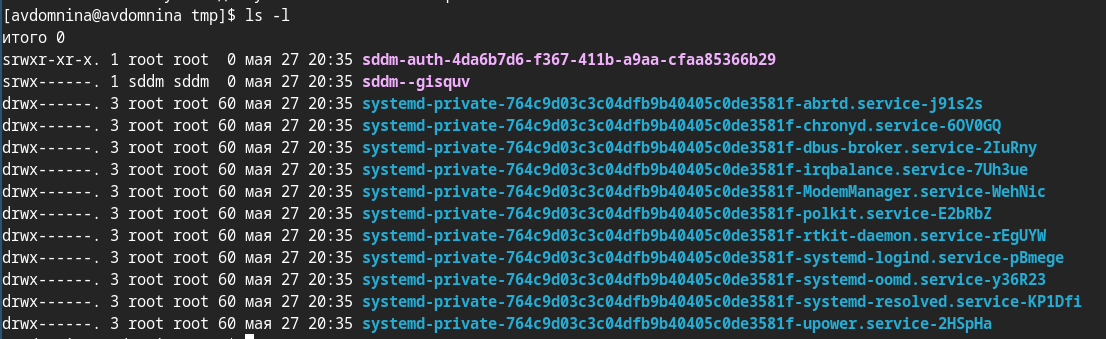 [avdomnina@avdomnina tmp]$ ls -l
итого 0
srwxr-xr-x. 1 root root  0 мая 27 20:35 sddm-auth-4da6b7d6-f367-411b-a9aa-cfaa85366b29
srwx------. 1 sddm sddm  0 мая 27 20:35 sddm--gisquv
drwx------. 3 root root 60 мая 27 20:35 systemd-private-764c9d03c3c04dfb9b40405c0de3581f-abrtd.service-j91s2s
drwx------. 3 root root 60 мая 27 20:35 systemd-private-764c9d03c3c04dfb9b40405c0de3581f-chronyd.service-6OV0GQ
drwx------. 3 root root 60 мая 27 20:35 systemd-private-764c9d03c3c04dfb9b40405c0de3581f-dbus-broker.service-2IuRny
drwx------. 3 root root 60 мая 27 20:35 systemd-private-764c9d03c3c04dfb9b40405c0de3581f-irqbalance.service-7Uh3ue
drwx------. 3 root root 60 мая 27 20:35 systemd-private-764c9d03c3c04dfb9b40405c0de3581f-ModemManager.service-WehNic
drwx------. 3 root root 60 мая 27 20:35 systemd-private-764c9d03c3c04dfb9b40405c0de3581f-polkit.service-E2bRbZ
drwx------. 3 root root 60 мая 27 20:35 systemd-private-764c9d03c3c04dfb9b40405c0de3581f-rtkit-daemon.service-rEgUYW
drwx------. 3 root root 60 мая 27 20:35 systemd-private-764c9d03c3c04dfb9b40405c0de3581f-systemd-logind.service-pBmege
drwx------. 3 root root 60 мая 27 20:35 systemd-private-764c9d03c3c04dfb9b40405c0de3581f-systemd-oomd.service-y36R23
drwx------. 3 root root 60 мая 27 20:35 systemd-private-764c9d03c3c04dfb9b40405c0de3581f-systemd-resolved.service-KP1Dfi
drwx------. 3 root root 60 мая 27 20:35 systemd-private-764c9d03c3c04dfb9b40405c0de3581f-upower.service-2HSpHa